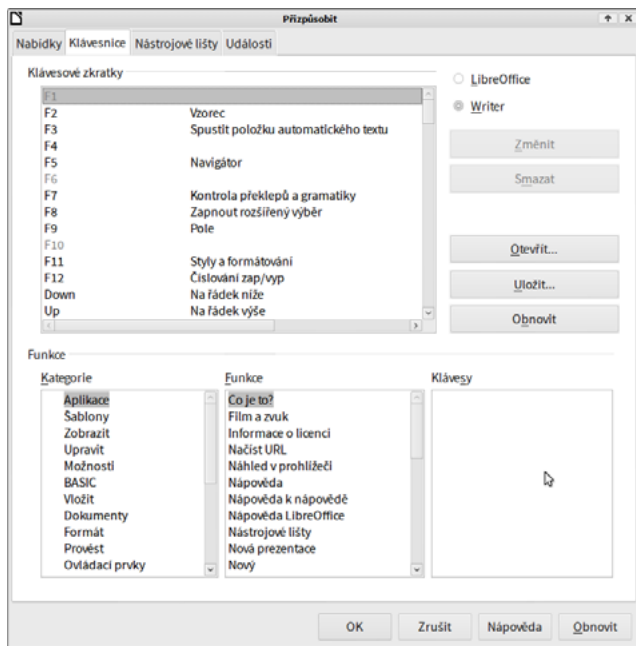 Přizpůsobit
Nabídky Klávesnice Nástrojové lišty Události
Klávesové zkratky
F1
F2 Vzorec
F3 Spustit položku automatického textu
F4
F5 Navigátor
F6
F7 Kontrola překlepů a gramatiky
F8 Zapnout rozšířený výběr
F9 Pole
F10
F11 Styly a formátování
F12 Číslování zap/vyp
Down Na řádek níže
Up Na řádek výše
LibreOffice
Writer
Změnit
Smazat
Otevřít...
Uložit...
Obnovit
Funkce
Kategorie
Aplikace
Šablony
Zobrazit
Upravit
Možnosti
BASIC
Vložit
Dokumenty
Formát
Provést
Ovládací prvky
Funkce
Co je to?
Film a zvuk
Informace o licenci
Načíst URL
Náhled v prohlížeči
Nápověda
Nápověda k nápovědě
Nápověda LibreOffice
Nástrojové lišty
Nová prezentace
Nový
Klávesy
OK Zrušit Nápověda Obnovit